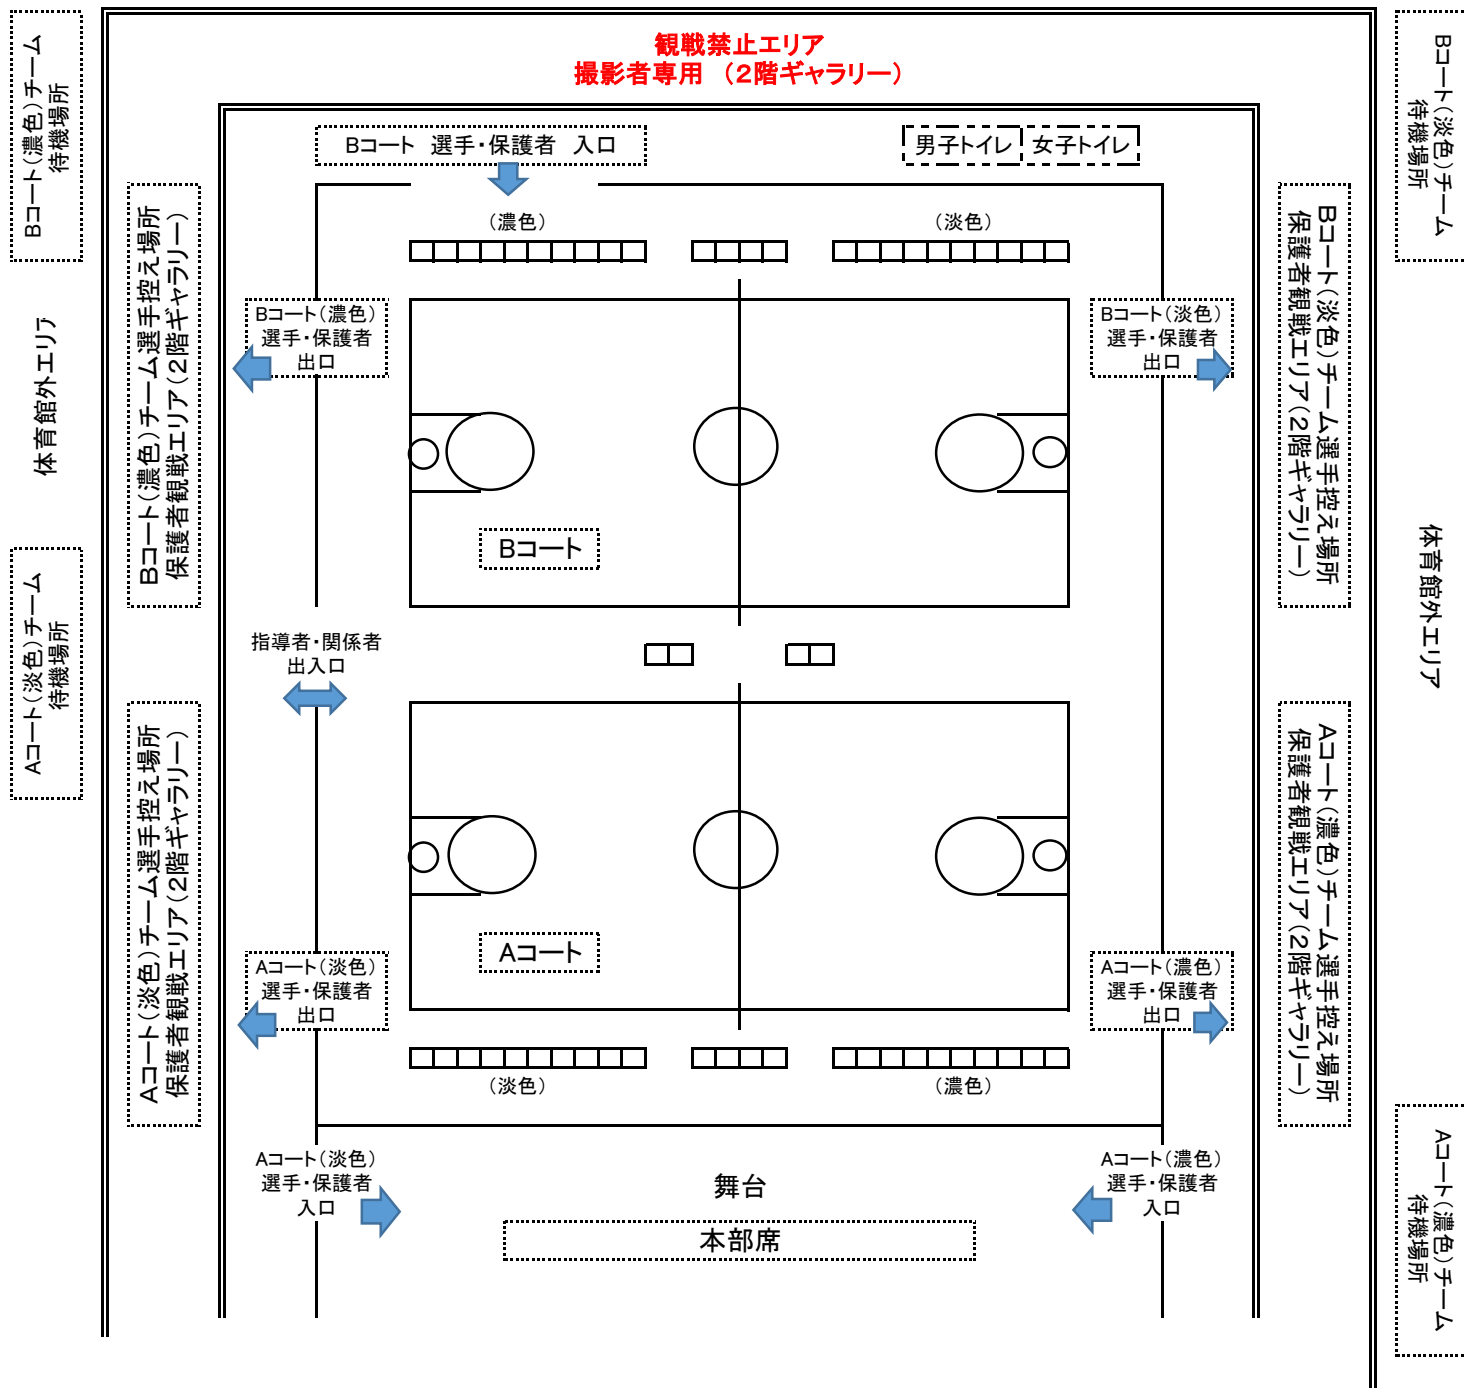 観戦禁止エリア
撮影者専用 （２階ギャラリー）
Bコート（濃色）チーム
待機場所
Bコート（淡色）チーム
待機場所
Bコート 選手・保護者 入口
男子トイレ
女子トイレ
（濃色）
（淡色）
Bコート（濃色）チーム選手控え場所
保護者観戦エリア（２階ギャラリー）
Bコート（淡色）チーム選手控え場所
保護者観戦エリア（２階ギャラリー）
Bコート（濃色）
選手・保護者
出口
Bコート（淡色）
選手・保護者
出口
体育館外エリア
体育館外エリア
Bコート
Aコート（淡色）チーム
待機場所
指導者・関係者
出入口
Aコート（淡色）チーム選手控え場所
保護者観戦エリア（２階ギャラリー）
Aコート（濃色）チーム選手控え場所
保護者観戦エリア（２階ギャラリー）
Aコート
Aコート（淡色）
選手・保護者
出口
Aコート（濃色）
選手・保護者
出口
（淡色）
（濃色）
Aコート（淡色）
選手・保護者
入口
舞台
Aコート（濃色）
選手・保護者
入口
本部席
Aコート（濃色）チーム
待機場所